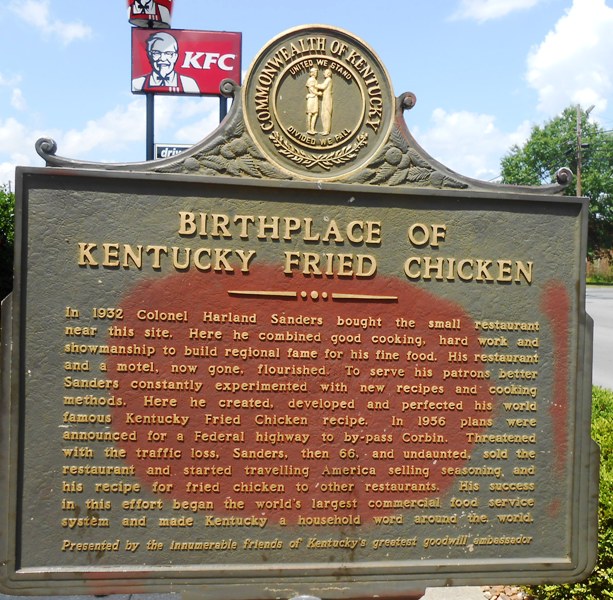 KFC
driv
COMMONWEALTH OF KENTUCKY
UNITED WE STAND
DIVIDED WE FALL
BIRTHPLACE OF
KENTUCKY FRIED CHICKEN
In 1932 Colonel Harland Sanders bought the small restaurant
near this site. Here he combined good cooking, hard work and
showmanship to build regional fame for his fine food. His restaurant
and a motel, now gone, flourished. To serve his patrons better
Sanders constantly experimented with new recipes and cooking
methods. Here he created, developed and perfected his world
famous Kentucky Fried Chicken recipe. In 1956 plans were
announced for a Federal highway to by-pass Corbin. Threatened
with the traffic loss, Sanders, then 66, and undaunted, sold the
restaurant and started travelling America selling seasoning and
his recipe for fried chicken to other restaurants. His success
in this effort began the world's largest commercial food service
system and made Kentucky a household word around the world.
Presented by the innumerable friends of Kentucky's greetest goodwill ambassador